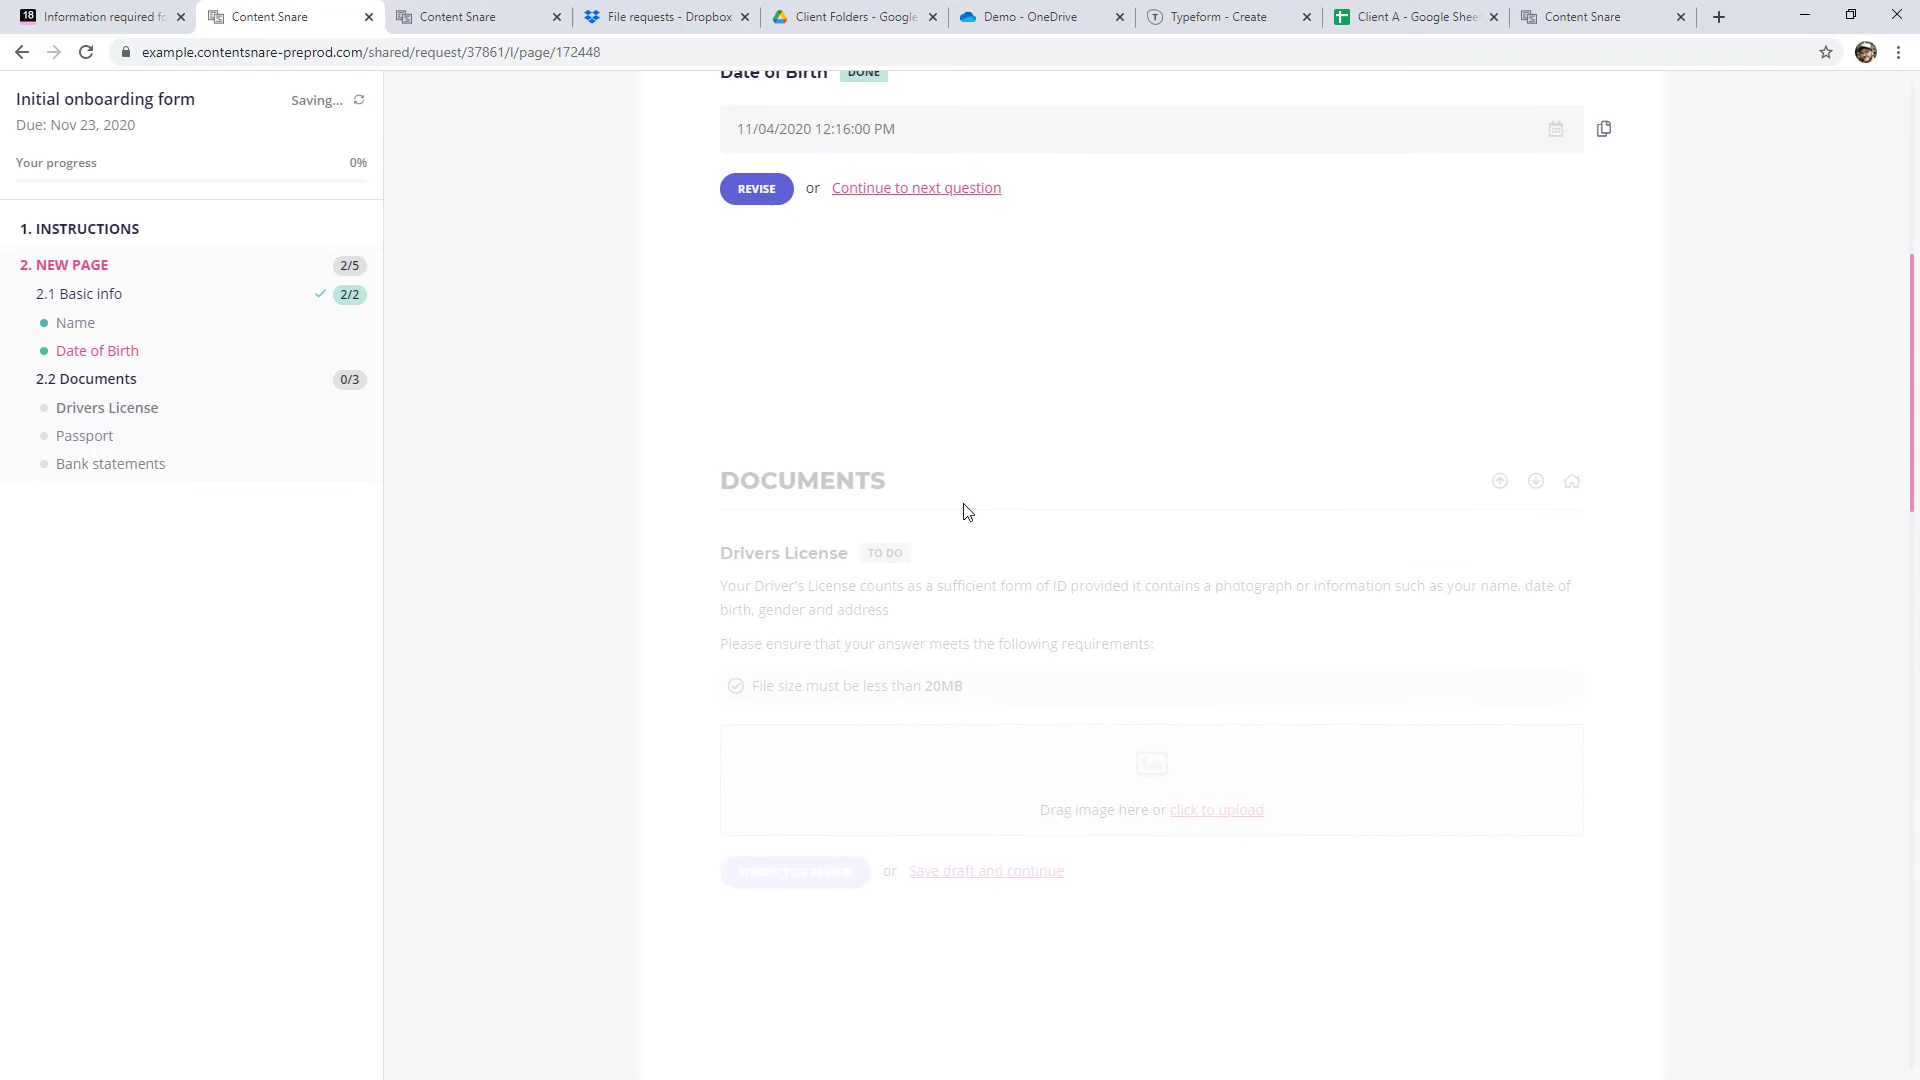 18 Information required fo
Content Snare
Content Snare
File requests - Dropbox
Client Folders - Google
Demo - OneDrive
Typeform - Create
Client A - Google Shee
Content Snare
example.contentsnare-preprod.com/shared/request/37861/l/page/172448
Initial onboarding form
Saving...
Due: Nov 23, 2020
Your progress
0%
1. INSTRUCTIONS
2. NEW PAGE
2/5
2.1 Basic info
2/2
Name
Date of Birth
2.2 Documents
0/3
Drivers License
Passport
Bank statements
Date of Birth DONE
11/04/2020 12:16:00 PM
REVISE or Continue to next question
DOCUMENTS
Drivers License TO DO
Your Driver's License counts as a sufficient form of ID provided it contains a photograph or information such as your name, date of
birth, gender and address
Please ensure that your answer meets the following requirements:
File size must be less than 20MB
Drag image here or click to upload
SUBMIT FOR REVIEW or Save draft and continue